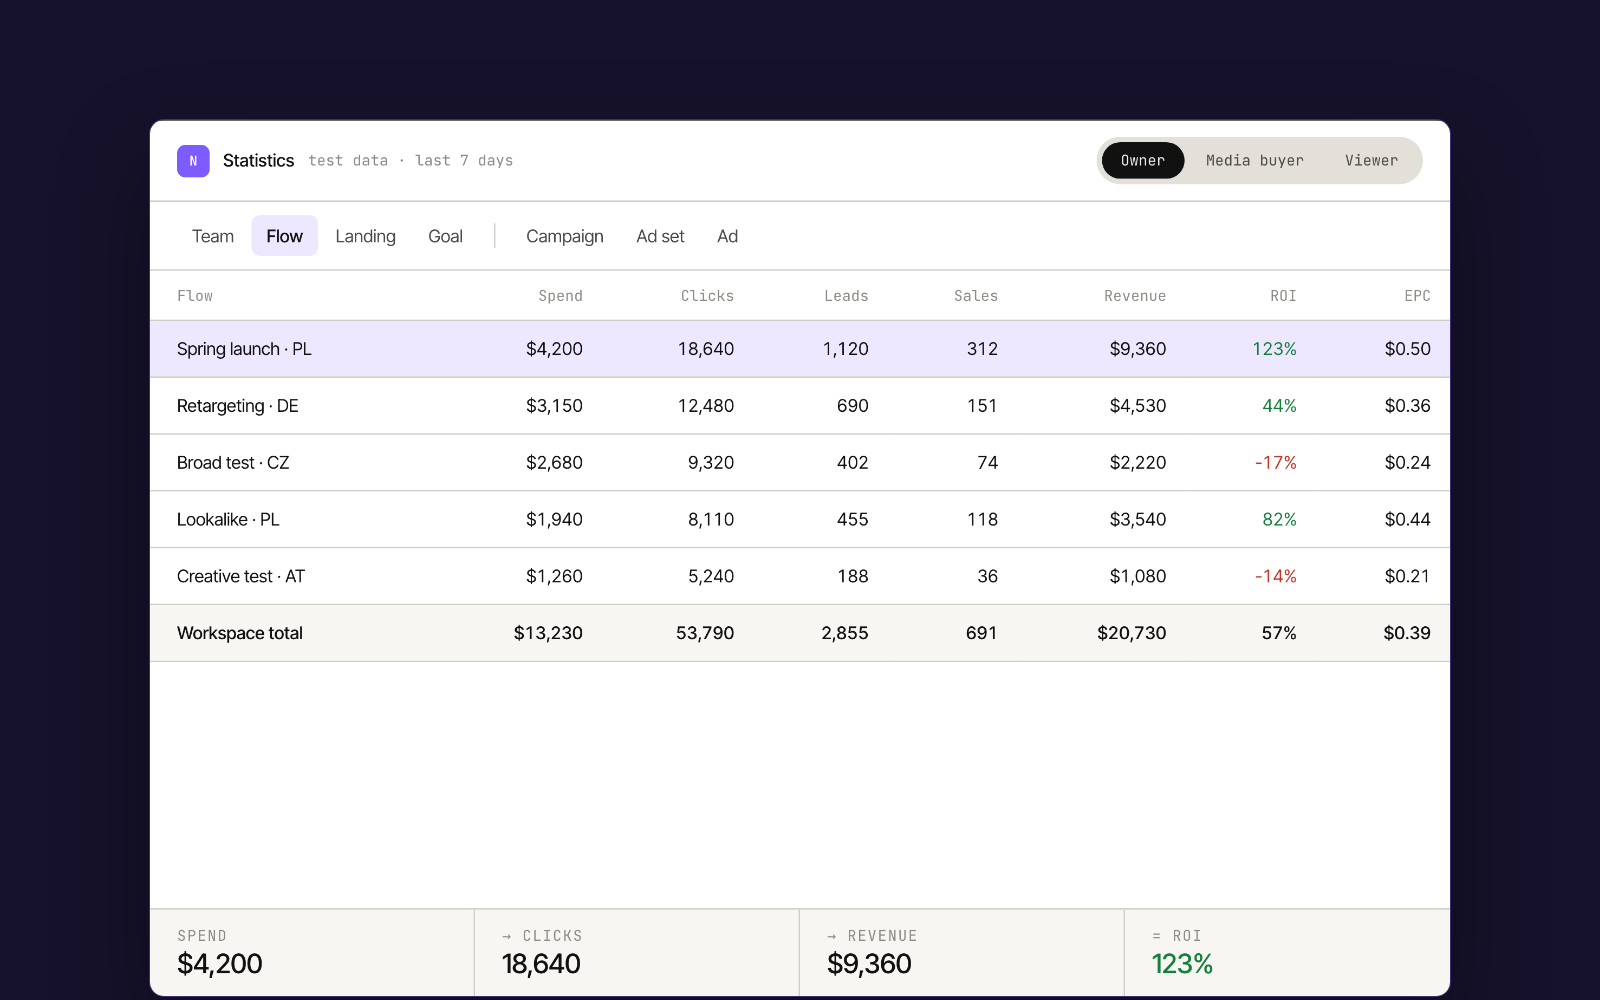 N Statistics test data · last 7 days Owner Media buyer Viewer
Team Flow Landing Goal Campaign Ad set Ad
Flow Spend Clicks Leads Sales Revenue ROI EPC
Spring launch · PL $4,200 18,640 1,120 312 $9,360 123% $0.50
Retargeting · DE $3,150 12,480 690 151 $4,530 44% $0.36
Broad test · CZ $2,680 9,320 402 74 $2,220 -17% $0.24
Lookalike · PL $1,940 8,110 455 118 $3,540 82% $0.44
Creative test · AT $1,260 5,240 188 36 $1,080 -14% $0.21
Workspace total $13,230 53,790 2,855 691 $20,730 57% $0.39
SPEND → CLICKS → REVENUE = ROI
$4,200 18,640 $9,360 123%